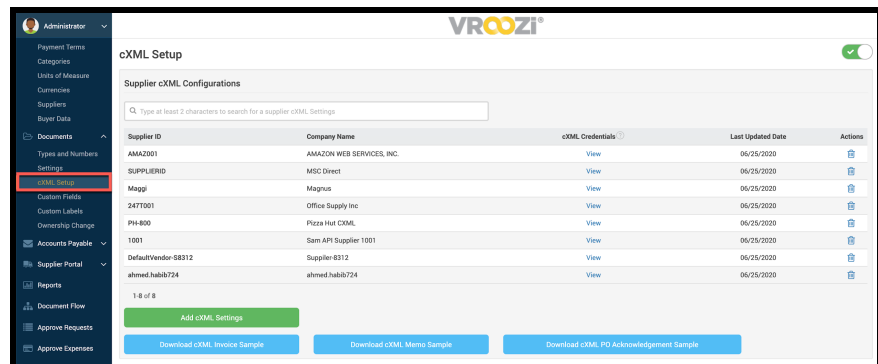 Administrator
VROOZI®
Payment Terms
Categories
Units of Measure
Currencies
Suppliers
Buyer Data
Documents
Types and Numbers
Settings
cXML Setup
Custom Fields
Custom Labels
Ownership Change
Accounts Payable
Supplier Portal
Reports
Document Flow
Approve Requests
Approve Expenses
cXML Setup
Supplier cXML Configurations
Type at least 2 characters to search for a supplier cXML Settings
Supplier ID Company Name cXML Credentials ? Last Updated Date Actions
AMAZ001 AMAZON WEB SERVICES, INC. View 06/25/2020
SUPPLIERID MSC Direct View 06/25/2020
Maggi Magnus View 06/25/2020
247T001 Office Supply Inc View 06/25/2020
PH-800 Pizza Hut CXML View 06/25/2020
1001 Sam API Supplier 1001 View 06/25/2020
DefaultVendor-S8312 Suppiler-8312 View 06/25/2020
ahmed.habib724 ahmed.habib724 View 06/25/2020
1-8 of 8
Add cXML Settings
Download cXML Invoice Sample Download cXML Memo Sample Download cXML PO Acknowledgement Sample